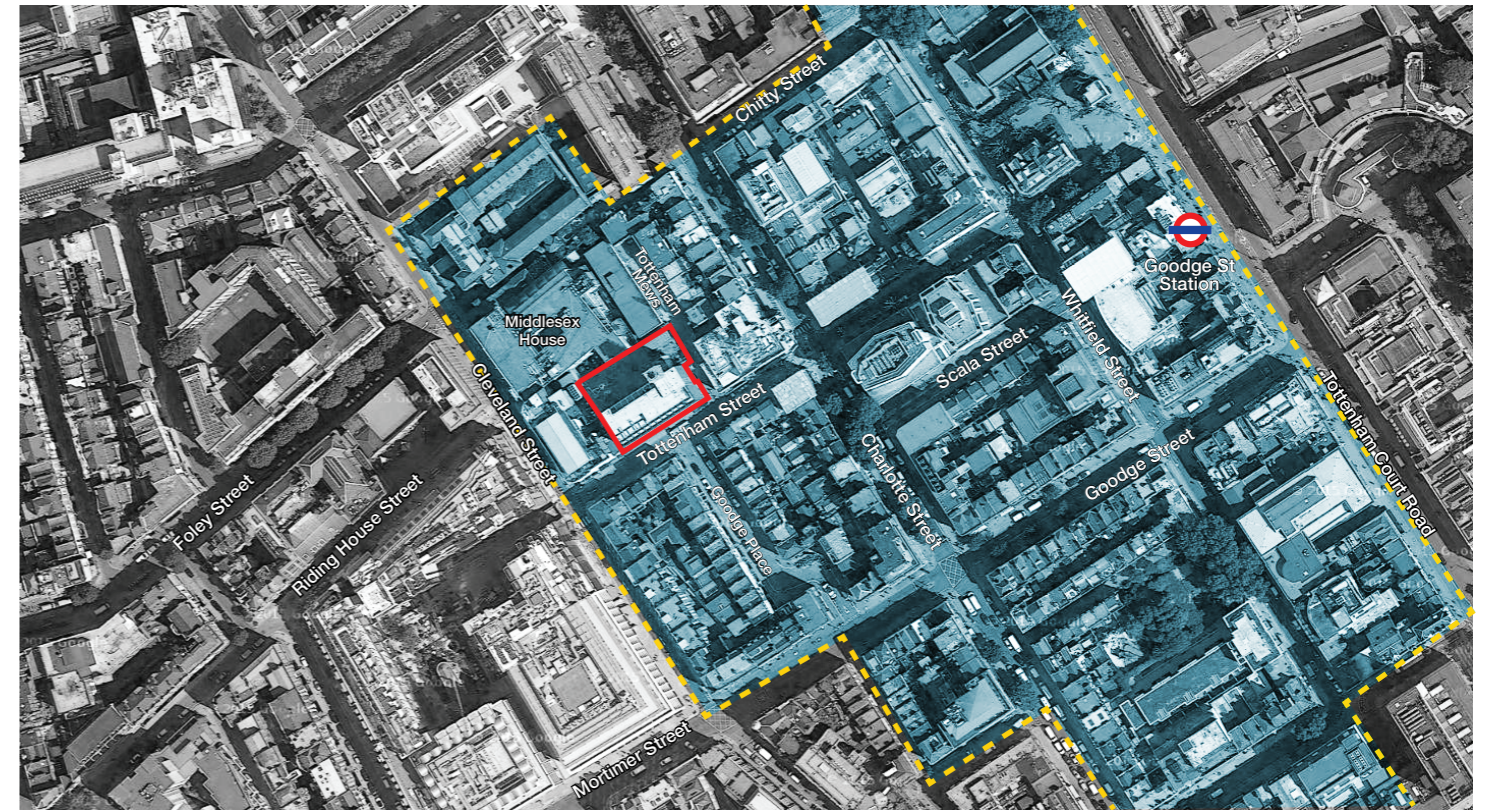 Chitty Street
Tottenham
Mews
Goodge St
Station
Middlesex
House
Whitfield Street
Scala Street
Cleveland Street
Tottenham Street
Tottenham Court Road
Charlotte Street
Goodge Street
Foley Street
Riding House Street
Goodge Place
Mortimer Street